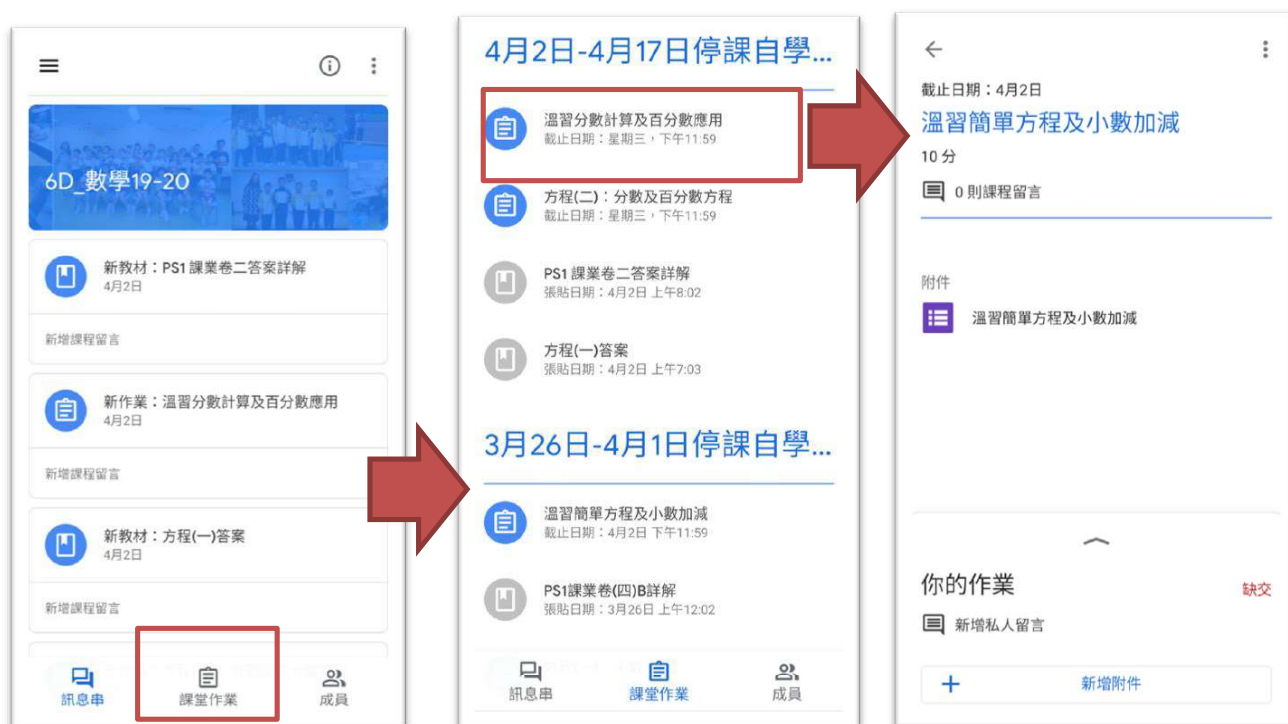 6D_數學19-20
新教材：PS1 課業卷二答案詳解
4月2日
新增課程留言
新作業：溫習分數計算及百分數應用
4月2日
新增課程留言
新教材：方程(一)答案
4月2日
新增課程留言
訊息串
課堂作業
成員
4月2日-4月17日停課自學...
溫習分數計算及百分數應用
截止日期：星期三，下午11:59
方程(二)：分數及百分數方程
截止日期：星期三，下午11:59
PS1 課業卷二答案詳解
張貼日期：4月2日 上午8:02
方程(一)答案
張貼日期：4月2日 上午7:03
3月26日-4月1日停課自學...
溫習簡單方程及小數加減
截止日期：4月2日 下午11:59
PS1課業卷(四)B詳解
張貼日期：3月26日 上午12:02
訊息串
課堂作業
成員
截止日期：4月2日
溫習簡單方程及小數加減
10 分
0 則課程留言
附件
溫習簡單方程及小數加減
你的作業
缺交
新增私人留言
新增附件